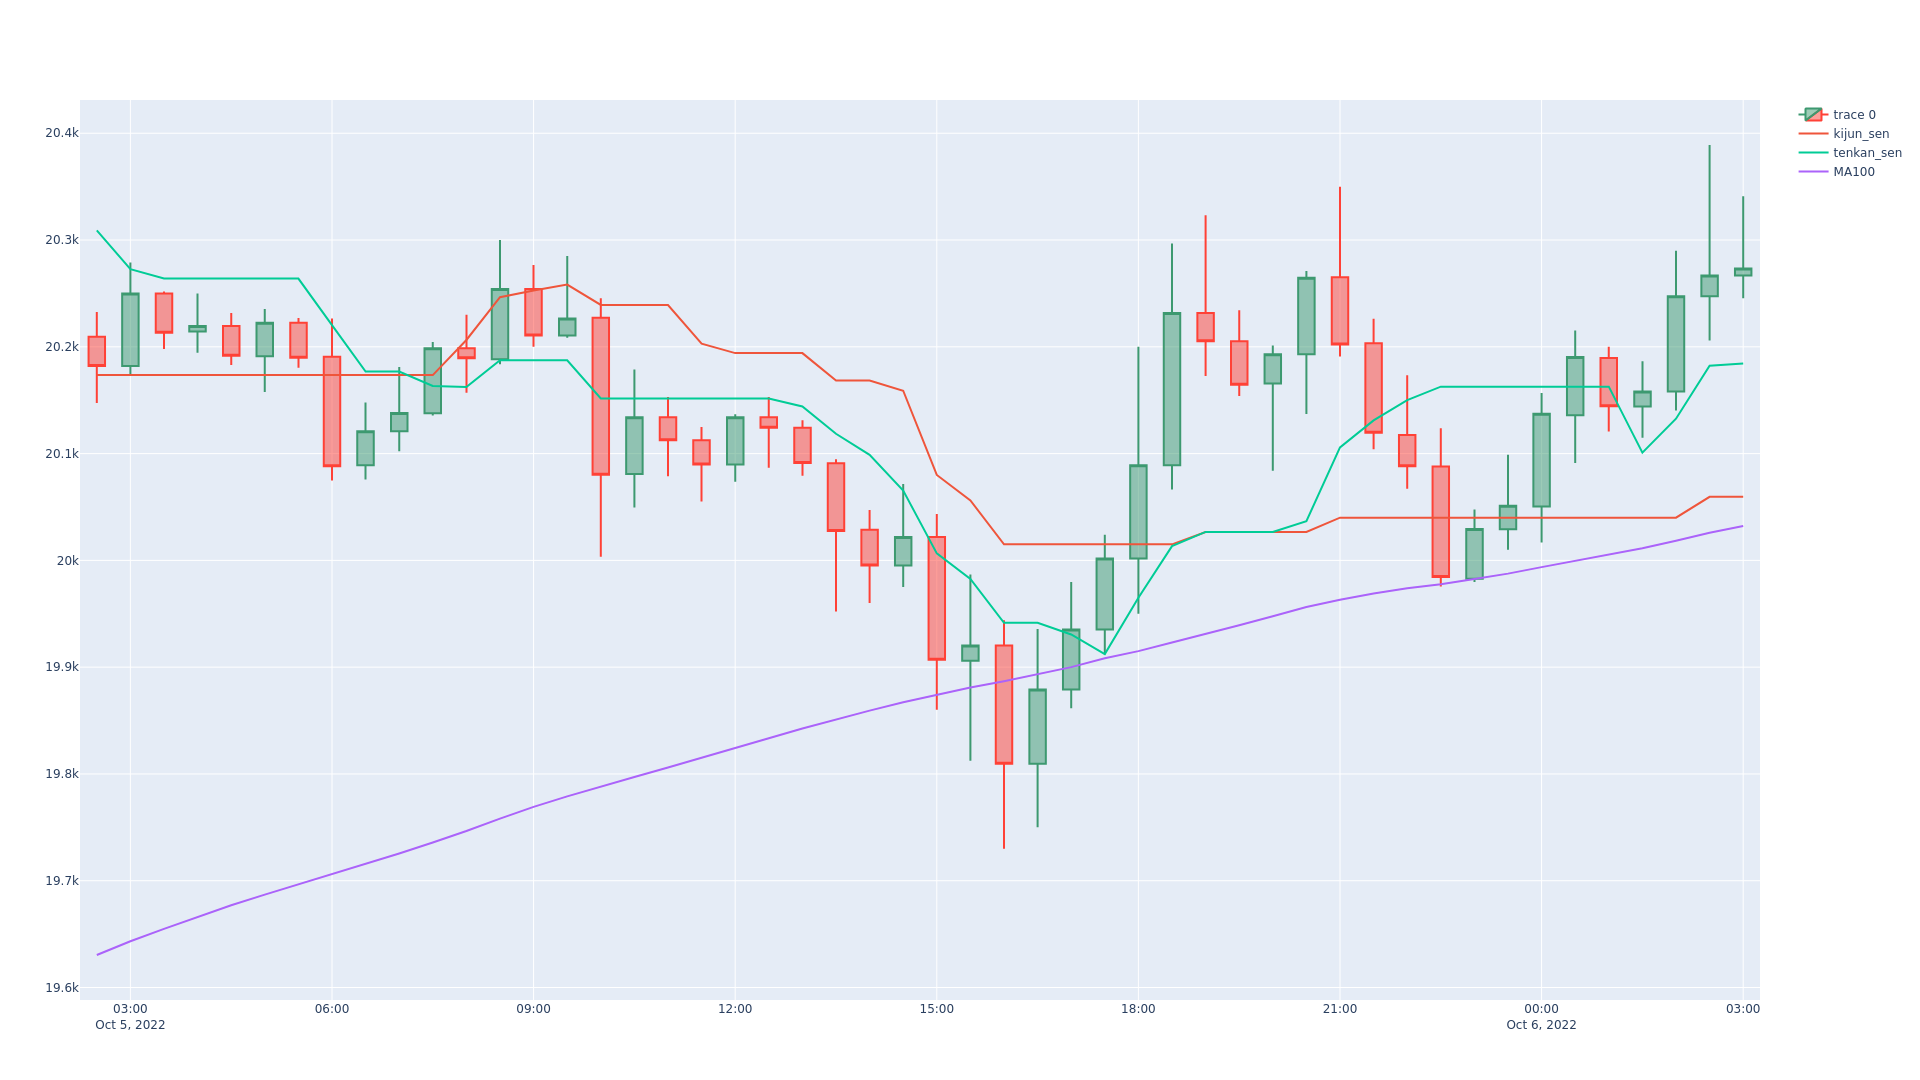 20.4k
20.3k
20.2k
20.1k
20k
19.9k
19.8k
19.7k
19.6k
03:00 06:00 09:00 12:00 15:00 18:00 21:00 00:00 03:00
Oct 5, 2022 Oct 6, 2022
trace 0
kijun_sen
tenkan_sen
MA100